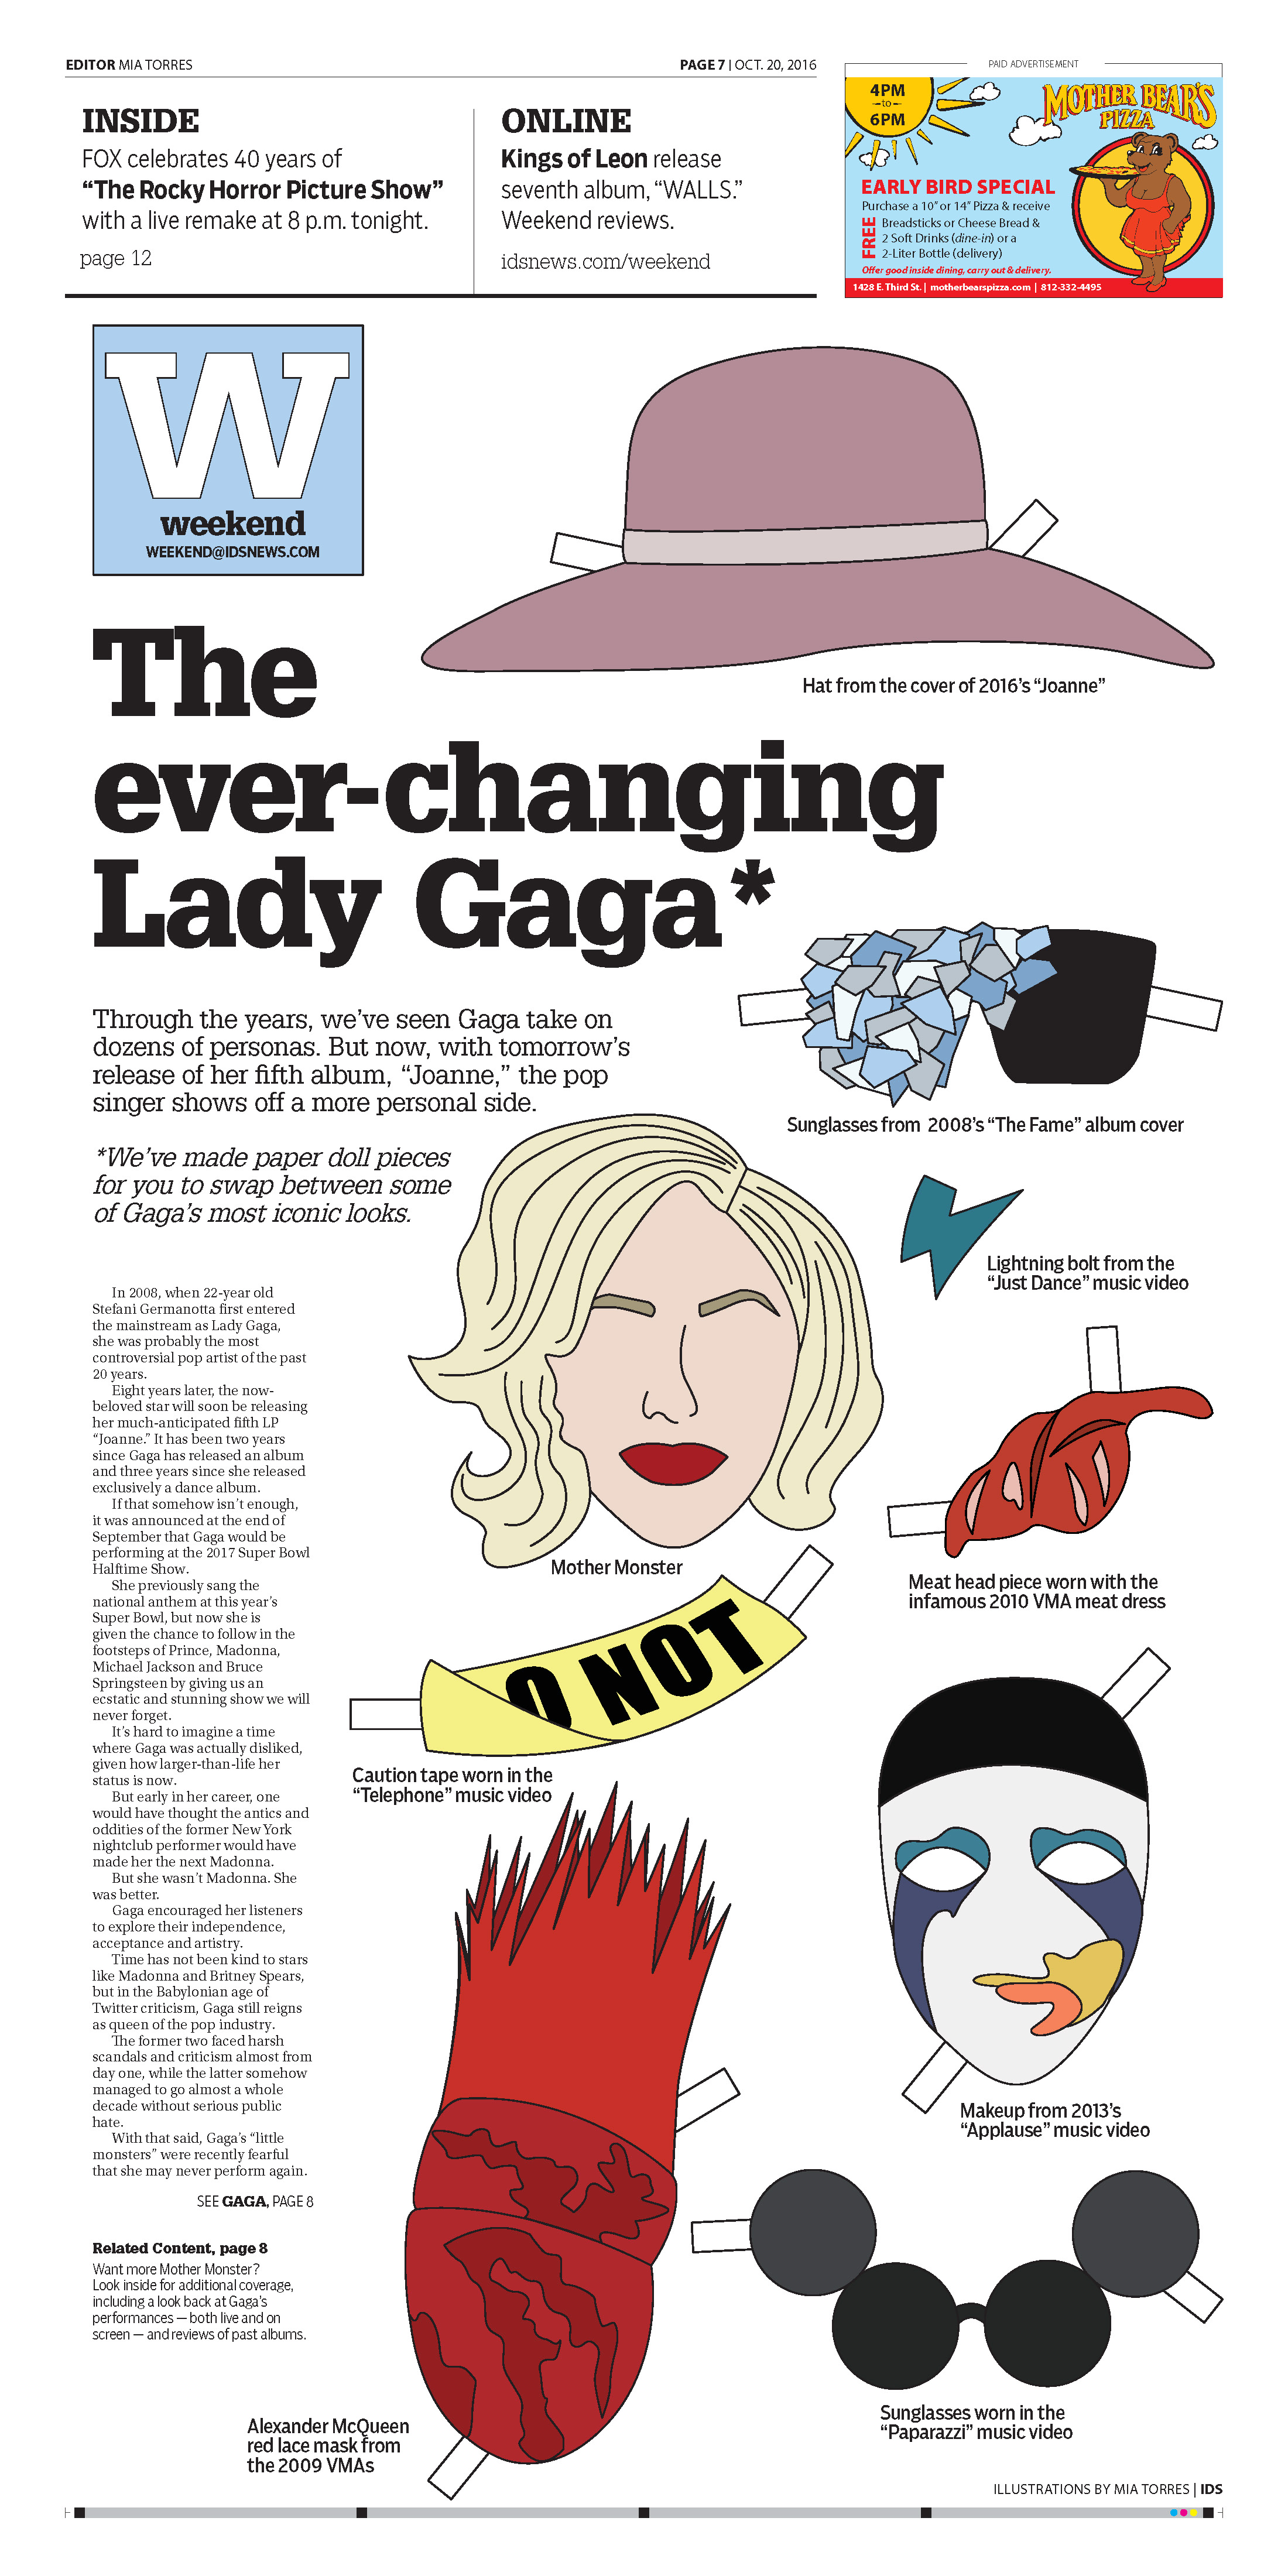 EDITOR MIA TORRES
PAGE 7 | OCT. 20, 2016
PAID ADVERTISEMENT
INSIDE
FOX celebrates 40 years of
“The Rocky Horror Picture Show”
with a live remake at 8 p.m. tonight.
page 12
ONLINE
Kings of Leon release
seventh album, “WALLS.”
Weekend reviews.
idsnews.com/weekend
4PM
to
6PM
MOTHER BEAR'S
PIZZA
EARLY BIRD SPECIAL
Purchase a 10” or 14” Pizza & receive
FREE
Breadsticks or Cheese Bread &
2 Soft Drinks (dine-in) or a
2-Liter Bottle (delivery)
Offer good inside dining, carry out & delivery.
1428 E. Third St. | motherbearspizza.com | 812-332-4495
W
weekend
WEEKEND@IDSNEWS.COM
Hat from the cover of 2016’s “Joanne”
The
ever-changing
Lady Gaga*
Through the years, we’ve seen Gaga take on
dozens of personas. But now, with tomorrow’s
release of her fifth album, “Joanne,” the pop
singer shows off a more personal side.
*We’ve made paper doll pieces
for you to swap between some
of Gaga’s most iconic looks.
Sunglasses from 2008’s “The Fame” album cover
Lightning bolt from the
“Just Dance” music video
Mother Monster
Meat head piece worn with the
infamous 2010 VMA meat dress
O NOT
Caution tape worn in the
“Telephone” music video
Makeup from 2013’s
“Applause” music video
Sunglasses worn in the
“Paparazzi” music video
Alexander McQueen
red lace mask from
the 2009 VMAs
In 2008, when 22-year old
Stefani Germanotta first entered
the mainstream as Lady Gaga,
she was probably the most
controversial pop artist of the past
20 years.
Eight years later, the now-
beloved star will soon be releasing
her much-anticipated fifth LP
“Joanne.” It has been two years
since Gaga has released an album
and three years since she released
exclusively a dance album.
If that somehow isn’t enough,
it was announced at the end of
September that Gaga would be
performing at the 2017 Super Bowl
Halftime Show.
She previously sang the
national anthem at this year’s
Super Bowl, but now she is
given the chance to follow in the
footsteps of Prince, Madonna,
Michael Jackson and Bruce
Springsteen by giving us an
ecstatic and stunning show we will
never forget.
It’s hard to imagine a time
where Gaga was actually disliked,
given how larger-than-life her
status is now.
But early in her career, one
would have thought the antics and
oddities of the former New York
nightclub performer would have
made her the next Madonna.
But she wasn’t Madonna. She
was better.
Gaga encouraged her listeners
to explore their independence,
acceptance and artistry.
Time has not been kind to stars
like Madonna and Britney Spears,
but in the Babylonian age of
Twitter criticism, Gaga still reigns
as queen of the pop industry.
The former two faced harsh
scandals and criticism almost from
day one, while the latter somehow
managed to go almost a whole
decade without serious public
hate.
With that said, Gaga’s “little
monsters” were recently fearful
that she may never perform again.
SEE GAGA, PAGE 8
Related Content, page 8
Want more Mother Monster?
Look inside for additional coverage,
including a look back at Gaga’s
performances — both live and on
screen — and reviews of past albums.
ILLUSTRATIONS BY MIA TORRES | IDS